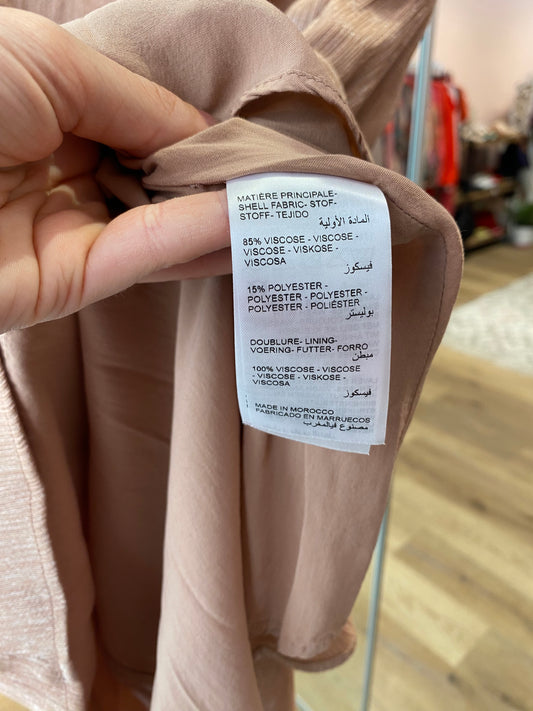 MATIÈRE PRINCIPALE-
SHELL FABRIC- STOF-
STOFF- TEJIDO
المادة الأولية
85% VISCOSE - VISCOSE -
VISCOSE - VISKOSE -
VISCOSA
فيسكوز
15% POLYESTER -
POLYESTER - POLYESTER -
POLYESTER - POLIÉSTER
بوليستر
DOUBLURE- LINING-
VOERING- FUTTER- FORRO
مبطن
100% VISCOSE - VISCOSE
- VISCOSE - VISKOSE -
VISCOSA
فيسكوز
MADE IN MOROCCO
FABRICADO EN MARRUECOS
مصنوع فيالمغرب